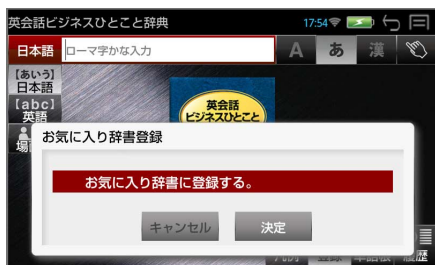 英会話ビジネスひとこと辞典
17:54
日本語
ローマ字かな入力
A
あ
漢
【あいう】
日本語
【abc】
英語
英会話
ビジネスひとこと
お気に入り辞書登録
お気に入り辞書に登録する。
キャンセル
決定